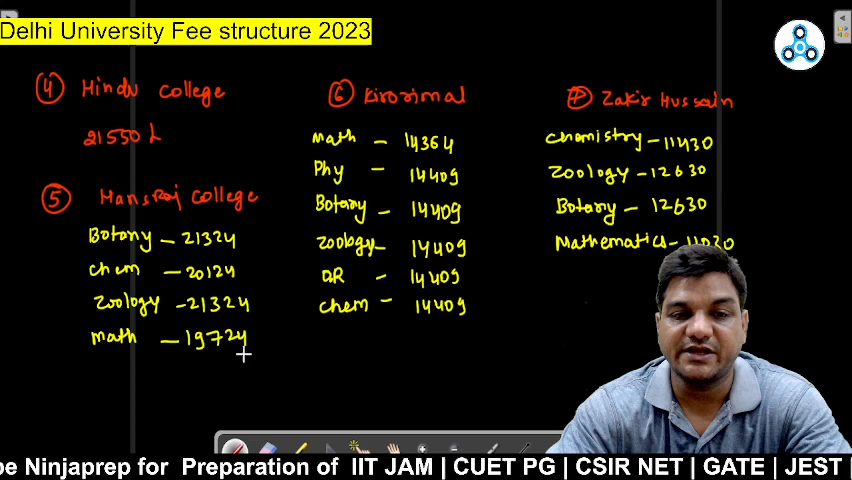 Delhi University Fee structure 2023
④ Hindu College
21550 L
⑤ Hansraj College
Botany - 21324
Chem - 20124
Zoology - 21324
Math - 19724
⑥ Kirorimal
Math - 14364
Phy - 14409
Botany - 14409
Zoology - 14409
OR - 14409
Chem - 14409
⑦ Zakir Hussain
Chemistry - 11430
Zoology - 12630
Botany - 12630
Mathematics - 11030
be Ninjaprep for Preparation of IIT JAM | CUET PG | CSIR NET | GATE | JEST |